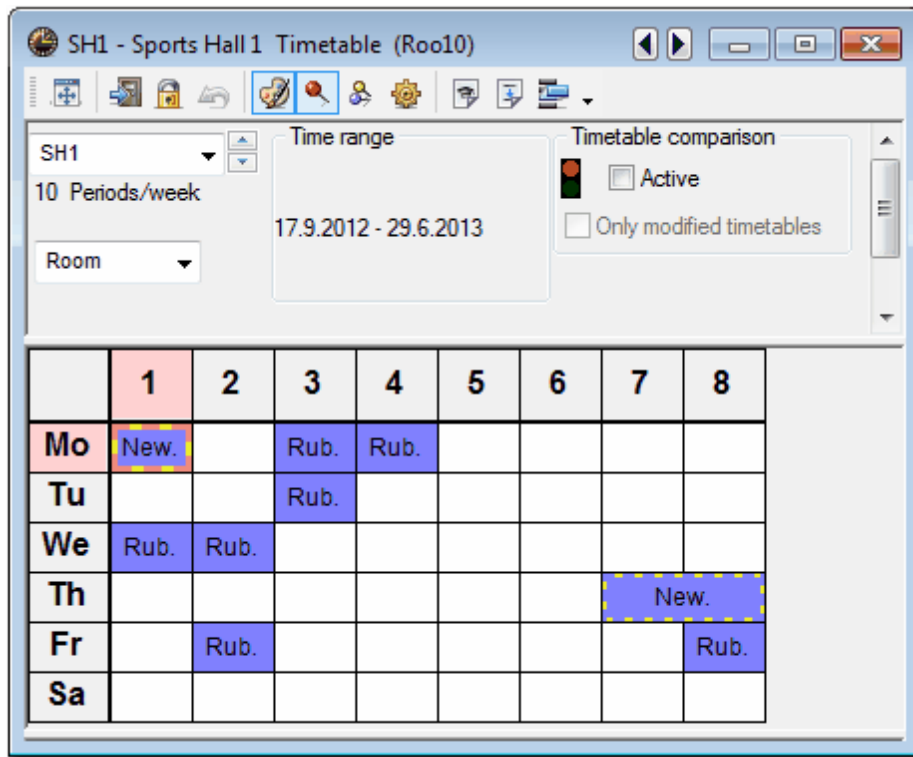 SH1 - Sports Hall 1 Timetable (Roo10)
SH1
10 Periods/week
Room
Time range
17.9.2012 - 29.6.2013
Timetable comparison
Active
Only modified timetables
1 2 3 4 5 6 7 8
Mo New. Rub. Rub.
Tu Rub.
We Rub. Rub.
Th New.
Fr Rub. Rub.
Sa